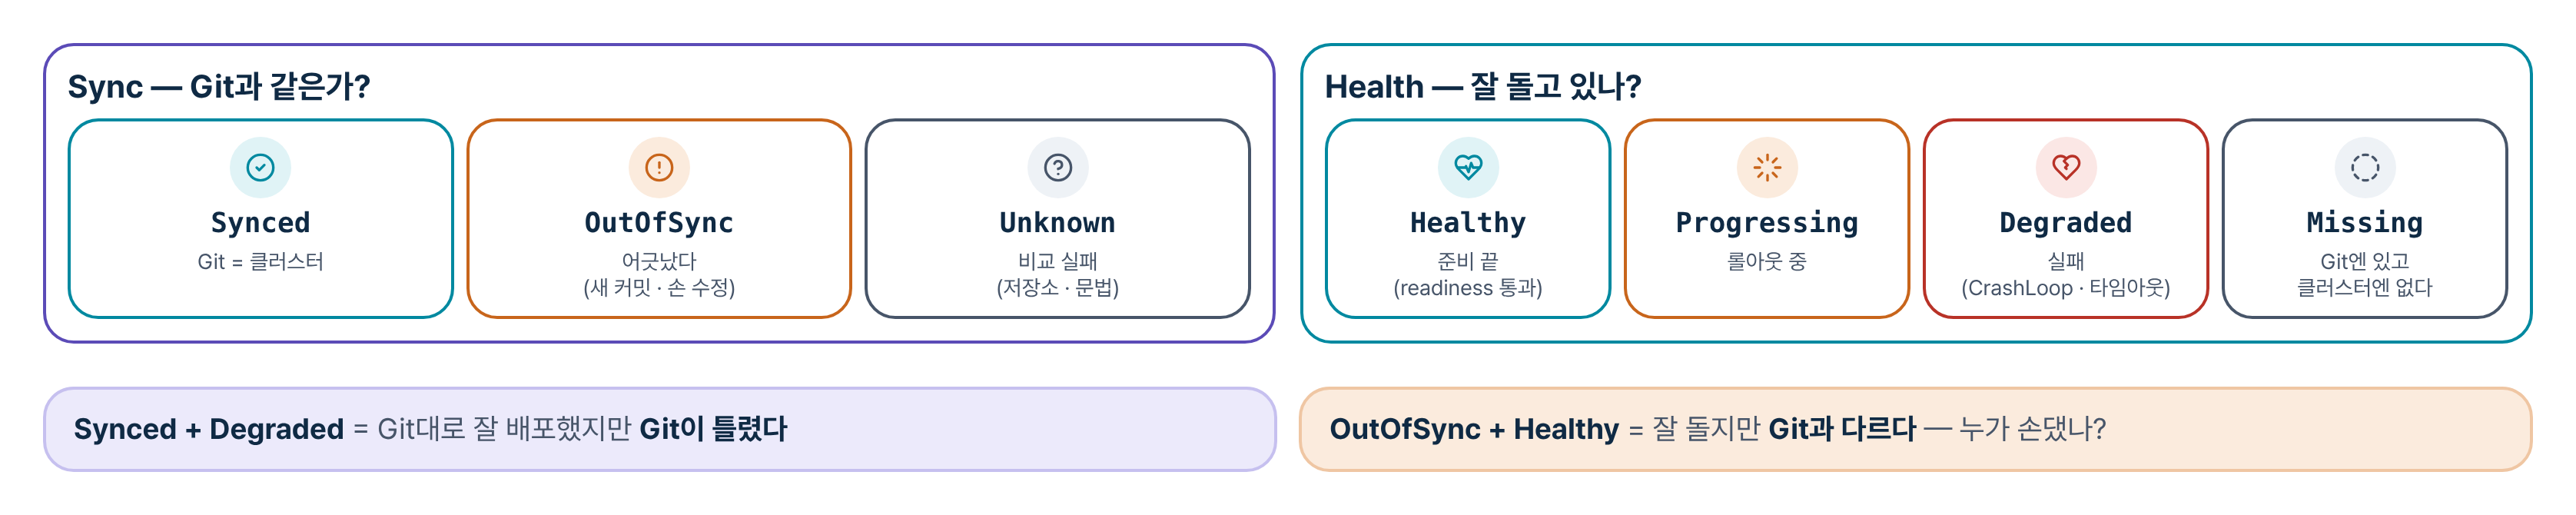 Sync — Git과 같은가?
Synced
Git = 클러스터
OutOfSync
어긋났다
(새 커밋 · 손 수정)
Unknown
비교 실패
(저장소 · 문법)
Health — 잘 돌고 있나?
Healthy
준비 끝
(readiness 통과)
Progressing
롤아웃 중
Degraded
실패
(CrashLoop · 타임아웃)
Missing
Git엔 있고
클러스터엔 없다
Synced + Degraded = Git대로 잘 배포했지만 Git이 틀렸다
OutOfSync + Healthy = 잘 돌지만 Git과 다르다 — 누가 손댔나?